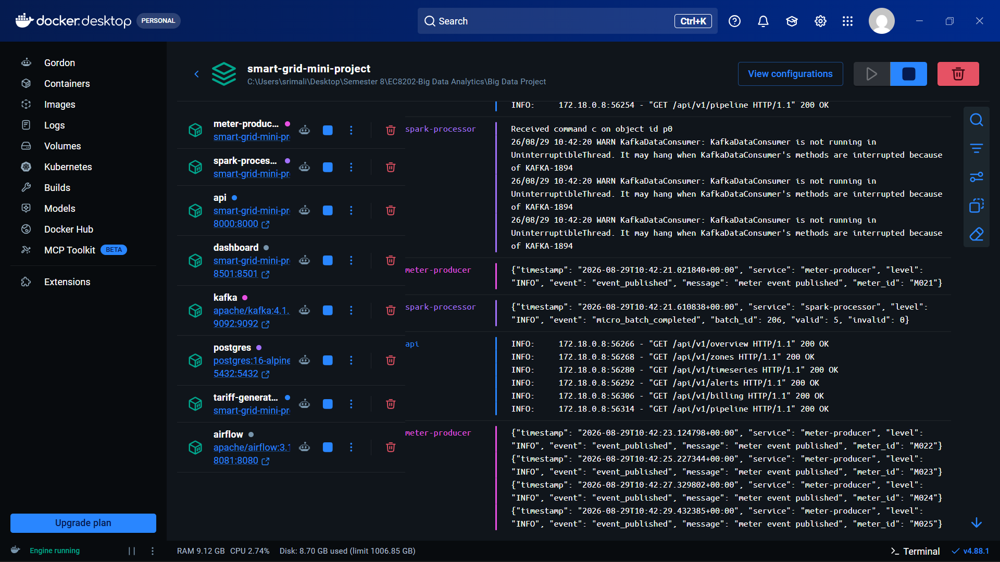 docker.desktop PERSONAL
Search Ctrl+K
Gordon
Containers
Images
Logs
Volumes
Kubernetes
Builds
Models
Docker Hub
MCP Toolkit BETA
Extensions
Upgrade plan
Engine running
smart-grid-mini-project
C:\Users\srimali\Desktop\Semester 8\EC8202-Big Data Analytics\Big Data Project
View configurations
meter-produc...
smart-grid-mini-pr
spark-proces...
smart-grid-mini-pr
api
smart-grid-mini-pr
8000:8000
dashboard
smart-grid-mini-pr
8501:8501
kafka
apache/kafka:4.1.
9092:9092
postgres
postgres:16-alpine
5432:5432
tariff-generat...
smart-grid-mini-pr
airflow
apache/airflow:3.1
8081:8080
INFO:     172.18.0.8:56254 - "GET /api/v1/pipeline HTTP/1.1" 200 OK
spark-processor
Received command c on object id p0
26/08/29 10:42:20 WARN KafkaDataConsumer: KafkaDataConsumer is not running in
UninterruptibleThread. It may hang when KafkaDataConsumer's methods are interrupted because
of KAFKA-1894
26/08/29 10:42:20 WARN KafkaDataConsumer: KafkaDataConsumer is not running in
UninterruptibleThread. It may hang when KafkaDataConsumer's methods are interrupted because
of KAFKA-1894
26/08/29 10:42:20 WARN KafkaDataConsumer: KafkaDataConsumer is not running in
UninterruptibleThread. It may hang when KafkaDataConsumer's methods are interrupted because
of KAFKA-1894
meter-producer
{"timestamp": "2026-08-29T10:42:21.021840+00:00", "service": "meter-producer", "level":
"INFO", "event": "event_published", "message": "meter event published", "meter_id": "M021"}
spark-processor
{"timestamp": "2026-08-29T10:42:21.610838+00:00", "service": "spark-processor", "level":
"INFO", "event": "micro_batch_completed", "batch_id": 206, "valid": 5, "invalid": 0}
api
INFO:     172.18.0.8:56266 - "GET /api/v1/overview HTTP/1.1" 200 OK
INFO:     172.18.0.8:56268 - "GET /api/v1/zones HTTP/1.1" 200 OK
INFO:     172.18.0.8:56280 - "GET /api/v1/timeseries HTTP/1.1" 200 OK
INFO:     172.18.0.8:56292 - "GET /api/v1/alerts HTTP/1.1" 200 OK
INFO:     172.18.0.8:56306 - "GET /api/v1/billing HTTP/1.1" 200 OK
INFO:     172.18.0.8:56314 - "GET /api/v1/pipeline HTTP/1.1" 200 OK
meter-producer
{"timestamp": "2026-08-29T10:42:23.124798+00:00", "service": "meter-producer", "level":
"INFO", "event": "event_published", "message": "meter event published", "meter_id": "M022"}
{"timestamp": "2026-08-29T10:42:25.227344+00:00", "service": "meter-producer", "level":
"INFO", "event": "event_published", "message": "meter event published", "meter_id": "M023"}
{"timestamp": "2026-08-29T10:42:27.329802+00:00", "service": "meter-producer", "level":
"INFO", "event": "event_published", "message": "meter event published", "meter_id": "M024"}
{"timestamp": "2026-08-29T10:42:29.432385+00:00", "service": "meter-producer", "level":
"INFO", "event": "event_published", "message": "meter event published", "meter_id": "M025"}
RAM 9.12 GB CPU 2.74% Disk: 8.70 GB used (limit 1006.85 GB)
Terminal v4.88.1